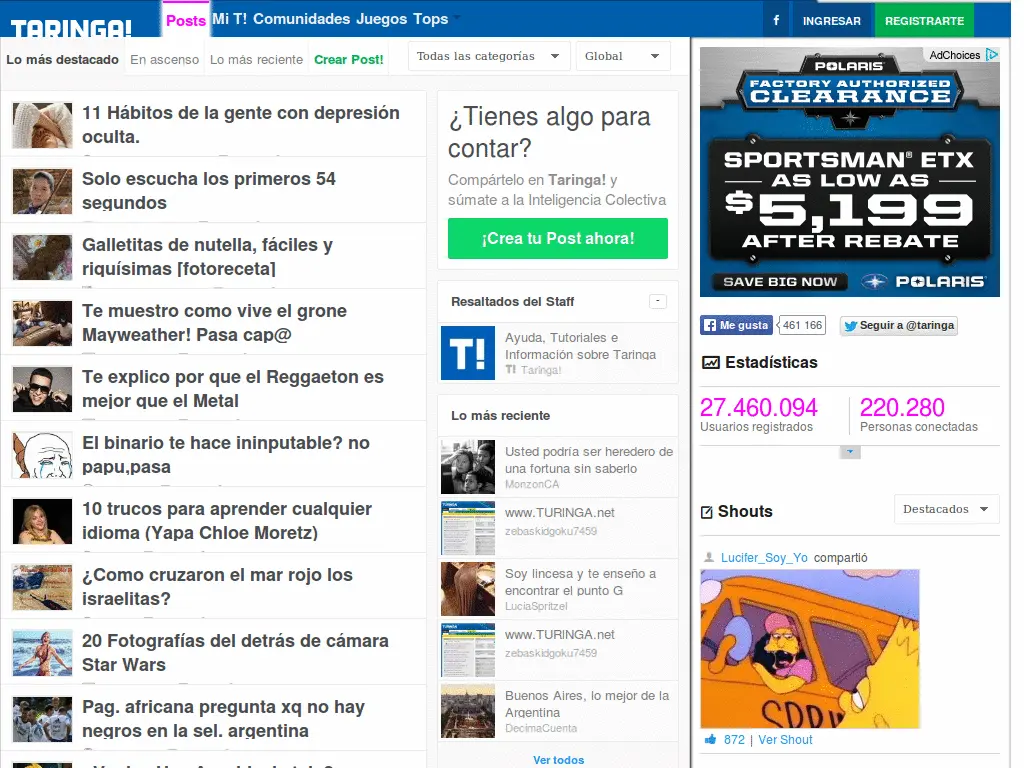 TARINGA!
Posts
Mi T! Comunidades Juegos Tops
f
INGRESAR
REGISTRARTE
Lo más destacado
En ascenso
Lo más reciente
Crear Post!
Todas las categorías
Global
11 Hábitos de la gente con depresión
oculta.
Solo escucha los primeros 54
segundos
Galletitas de nutella, fáciles y
riquísimas [fotoreceta]
Te muestro como vive el grone
Mayweather! Pasa cap@
Te explico por que el Reggaeton es
mejor que el Metal
El binario te hace ininputable? no
papu,pasa
10 trucos para aprender cualquier
idioma (Yapa Chloe Moretz)
¿Como cruzaron el mar rojo los
israelitas?
20 Fotografías del detrás de cámara
Star Wars
Pag. africana pregunta xq no hay
negros en la sel. argentina
¿Tienes algo para
contar?
Compártelo en Taringa! y
súmate a la Inteligencia Colectiva
¡Crea tu Post ahora!
Resaltados del Staff
-
T!
Ayuda, Tutoriales e
Información sobre Taringa
T! Taringa!
Lo más reciente
Usted podría ser heredero de
una fortuna sin saberlo
MonzonCA
www.TURINGA.net
zebaskidgoku7459
Soy lincesa y te enseño a
encontrar el punto G
LuciaSpritzel
www.TURINGA.net
zebaskidgoku7459
Buenos Aires, lo mejor de la
Argentina
DecimaCuenta
Ver todos
AdChoices
POLARIS
FACTORY AUTHORIZED
CLEARANCE
SPORTSMAN® ETX
AS LOW AS
$5,199
AFTER REBATE
SAVE BIG NOW
POLARIS
Me gusta
461 166
Seguir a @taringa
Estadísticas
27.460.094
Usuarios registrados
220.280
Personas conectadas
Shouts
Destacados
Lucifer_Soy_Yo compartió
872 | Ver Shout